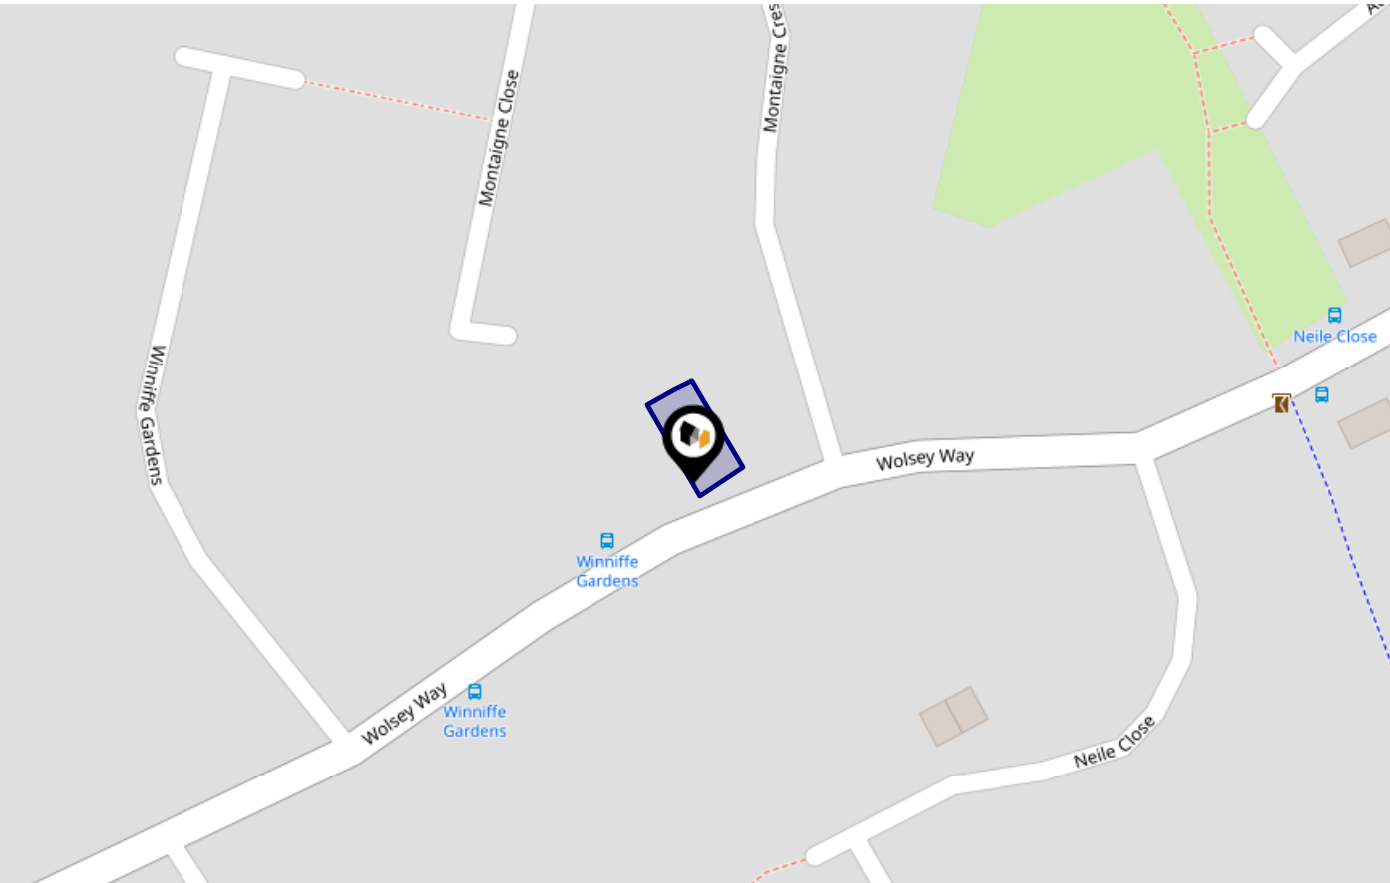 Montaigne Close
Montaigne Cres
Neile Close
Winniffe Gardens
Wolsey Way
Winniffe
Gardens
Wolsey Way
Winniffe
Gardens
Neile Close